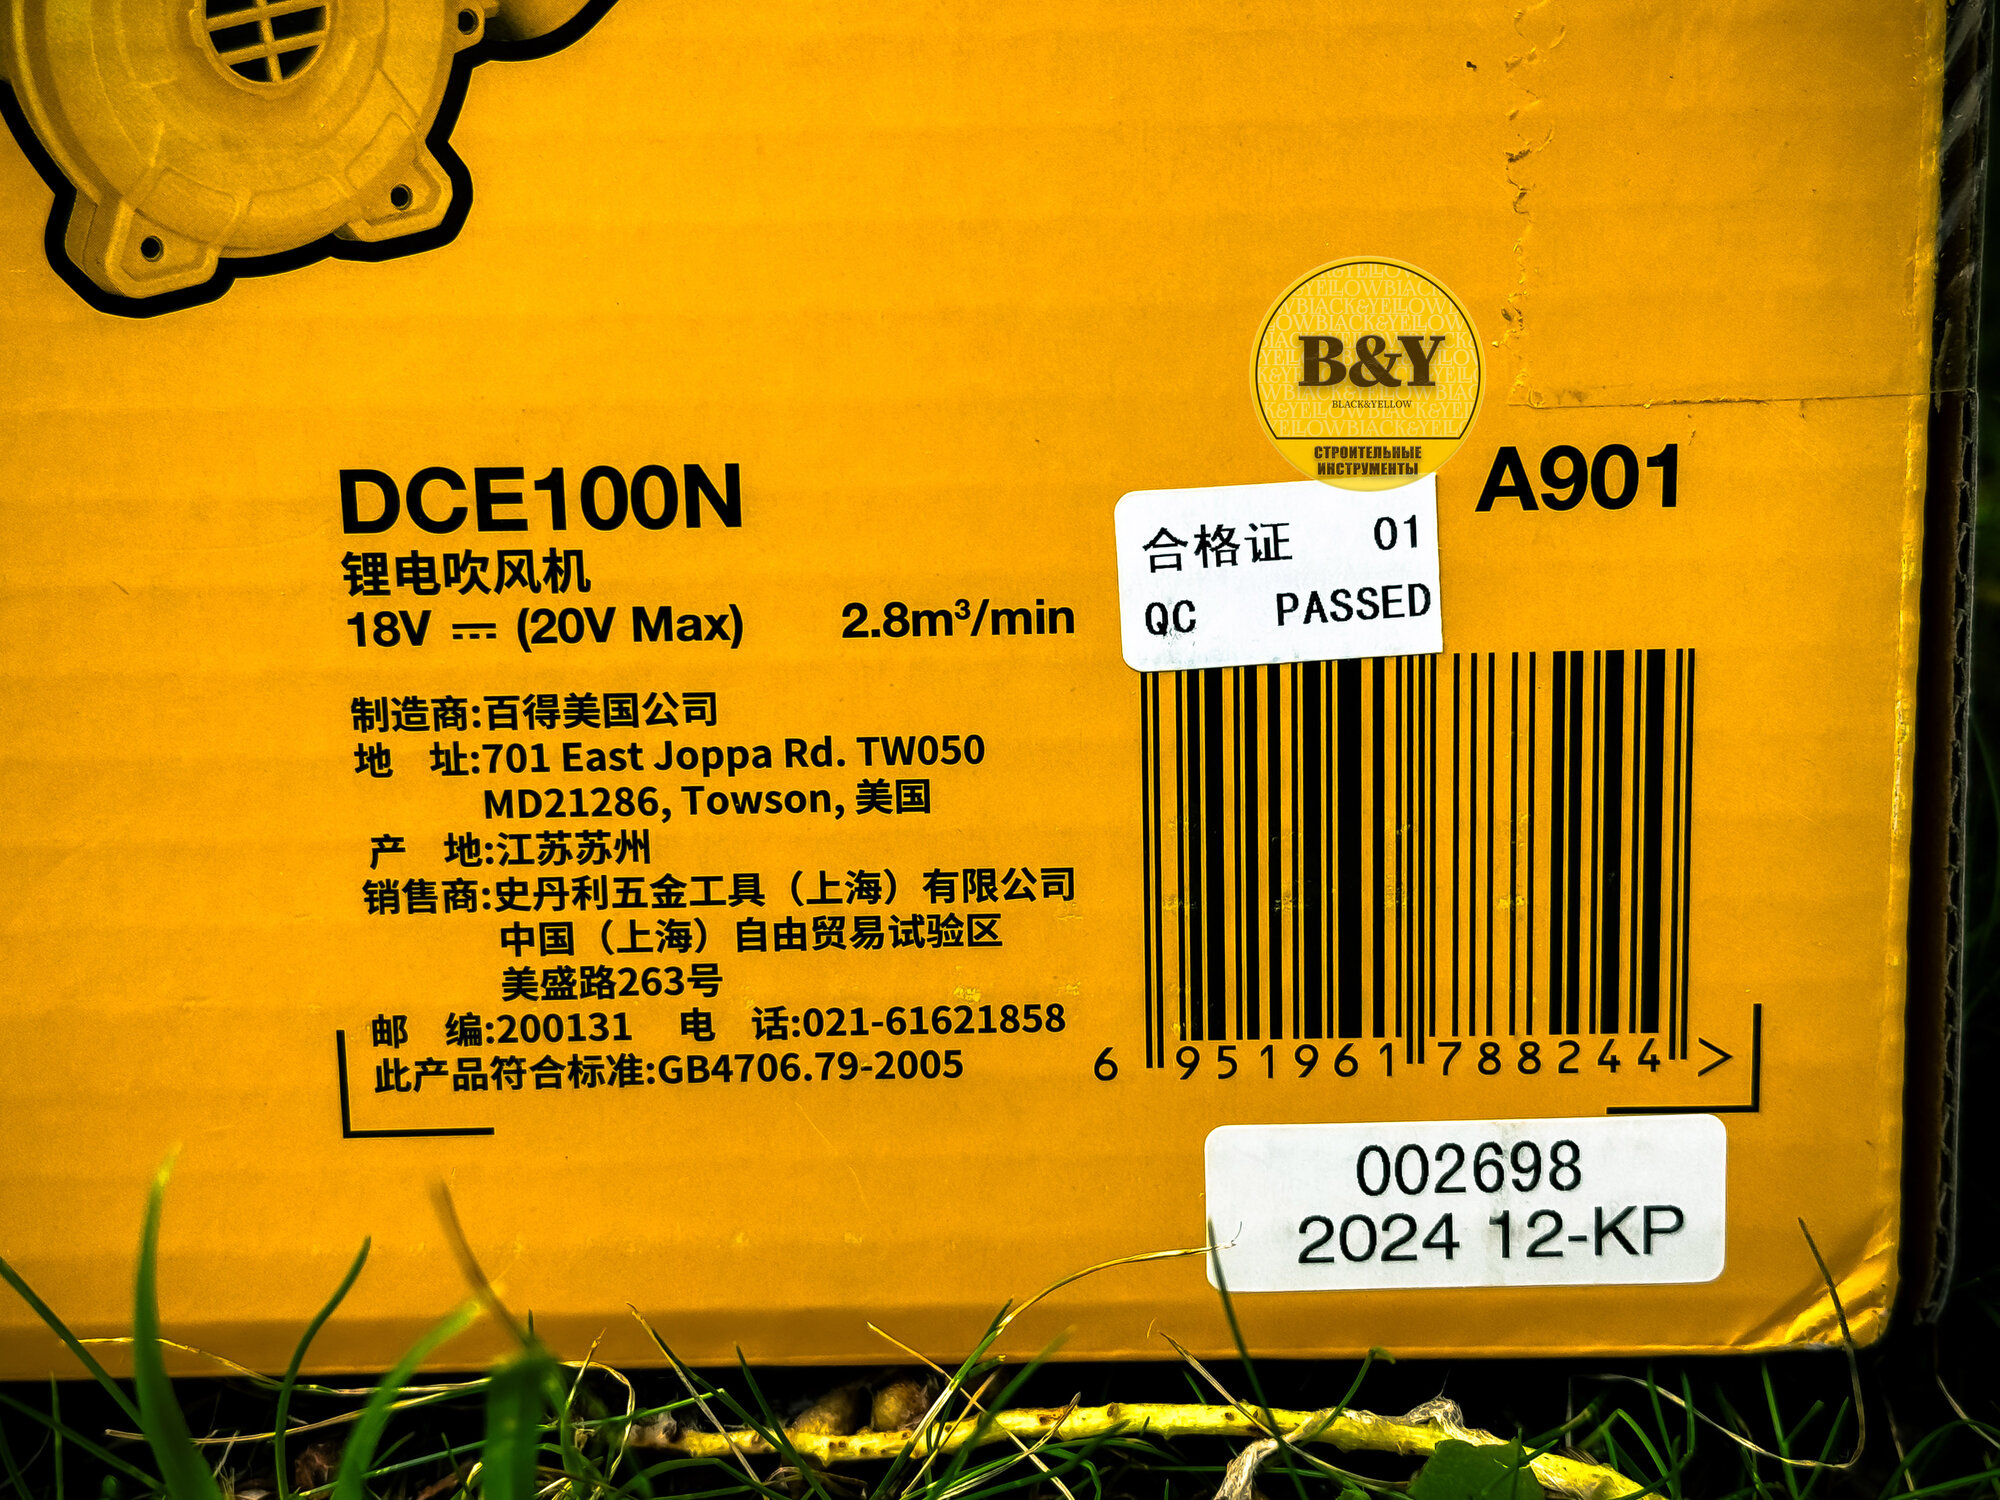 B&Y
BLACK&YELLOW
СТРОИТЕЛЬНЫЕ
ИНСТРУМЕНТЫ
DCE100N
A901
锂电吹风机
18V ⎓ (20V Max) 2.8m³/min
合格证 01
QC PASSED
制造商:百得美国公司
地 址:701 East Joppa Rd. TW050
MD21286, Towson, 美国
产 地:江苏苏州
销售商:史丹利五金工具（上海）有限公司
中国（上海）自由贸易试验区
美盛路263号
邮 编:200131 电 话:021-61621858
此产品符合标准:GB4706.79-2005
6 951961 788244 >
002698
2024 12-KP